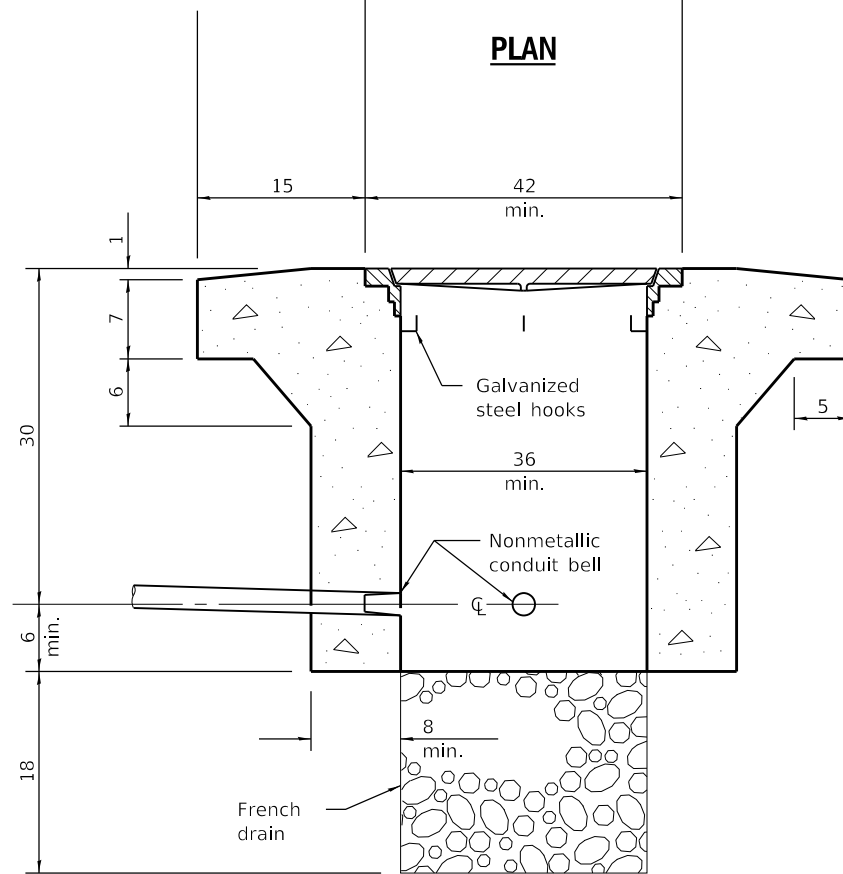 PLAN
15
42
min.
1
7
6
30
Galvanized
steel hooks
5
36
min.
Nonmetallic
conduit bell
℄
6
min.
8
min.
18
French
drain